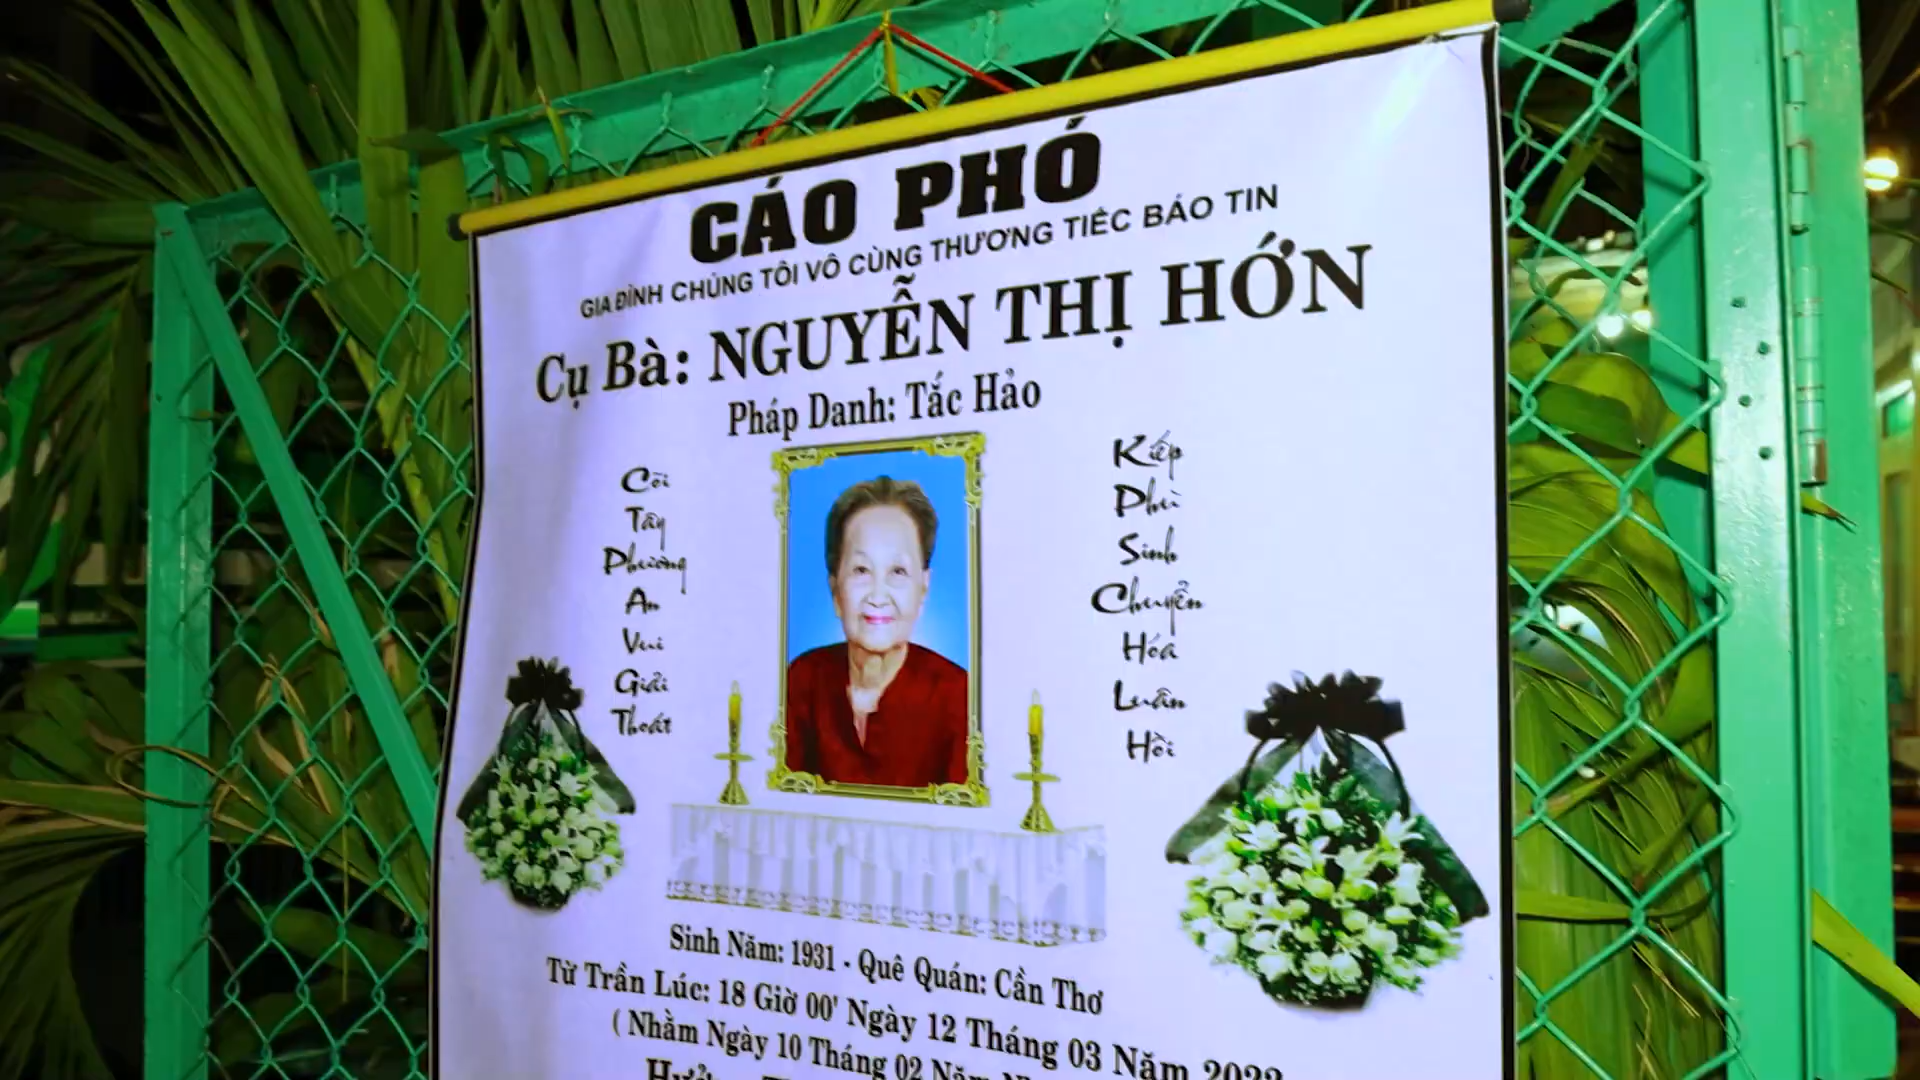 CÁO PHÓ
GIA ĐÌNH CHÚNG TÔI VÔ CÙNG THƯƠNG TIẾC BÁO TIN
Cụ Bà: NGUYỄN THỊ HỚN
Pháp Danh: Tắc Hảo
Cõi
Tây
Phương
An
Vui
Giải
Thoát
Kiếp
Phù
Sinh
Chuyển
Hóa
Luân
Hồi
Sinh Năm: 1931 - Quê Quán: Cần Thơ
Từ Trần Lúc: 18 Giờ 00' Ngày 12 Tháng 03 Năm 2022
( Nhằm Ngày 10 Tháng 02 Năm